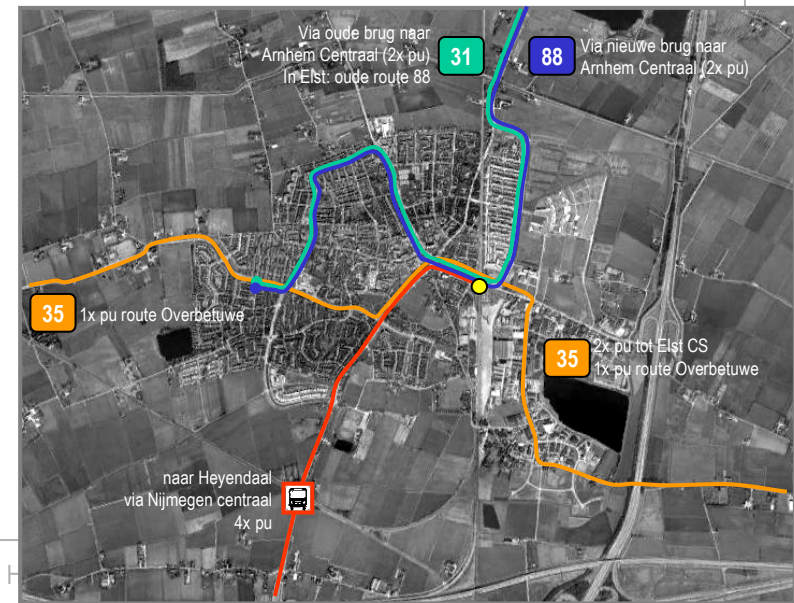 Via oude brug naar
Arnhem Centraal (2x pu)
In Elst: oude route 88
31
88
Via nieuwe brug naar
Arnhem Centraal (2x pu)
35
1x pu route Overbetuwe
35
2x pu tot Elst CS
1x pu route Overbetuwe
naar Heyendaal
via Nijmegen centraal
4x pu
H